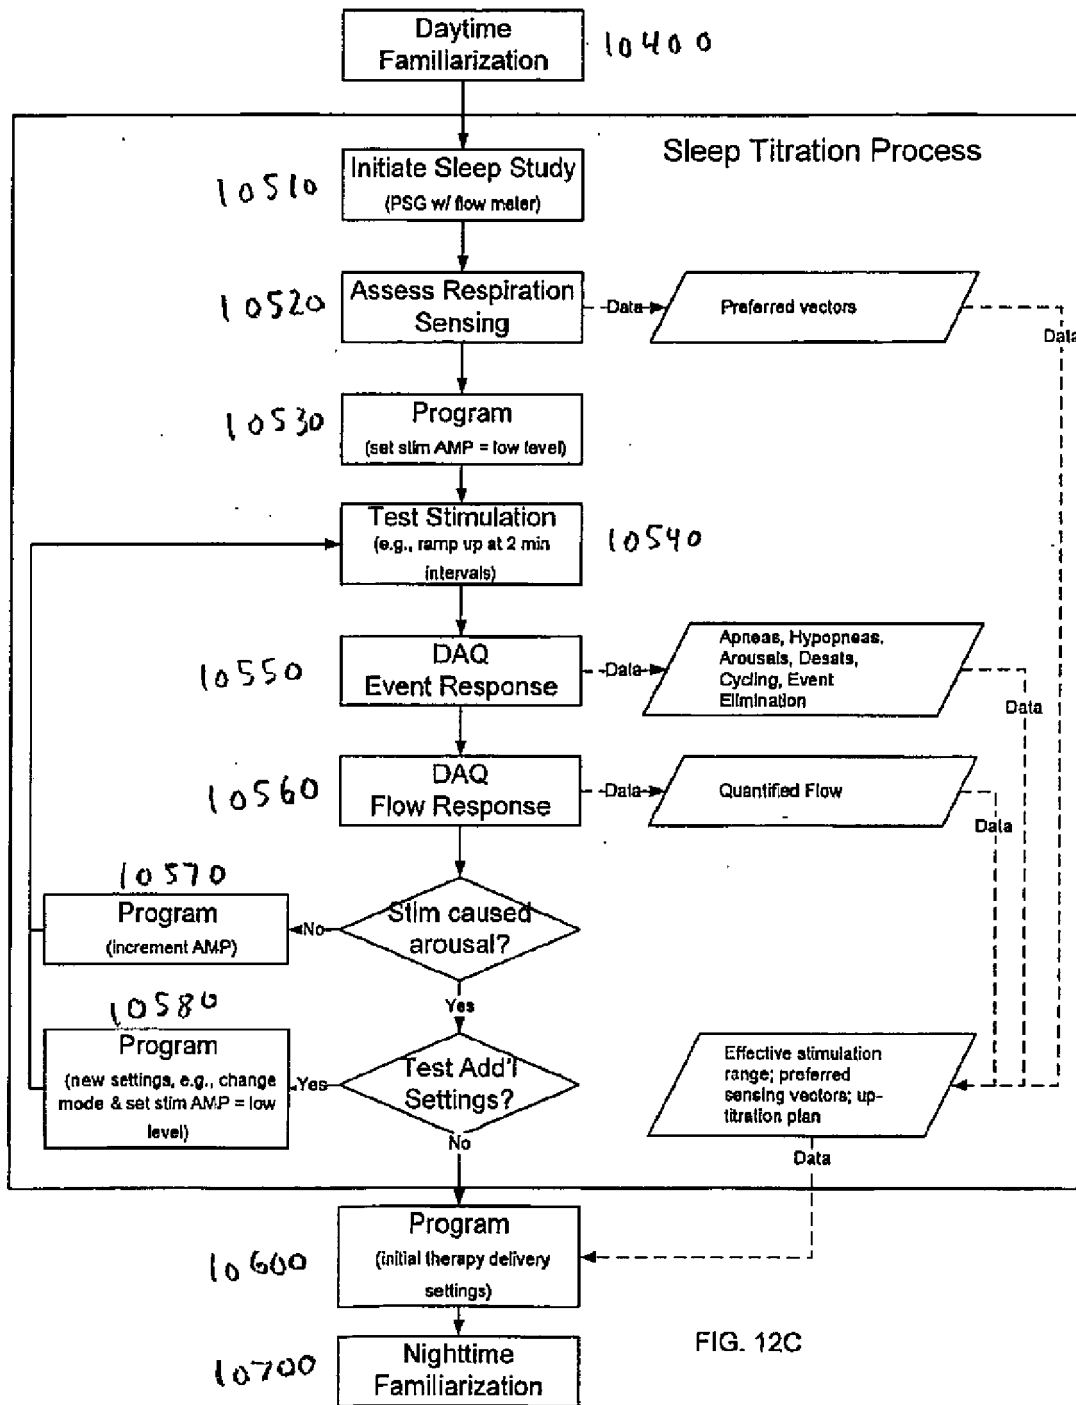 Daytime
Familiarization
10400
Sleep Titration Process
10510
Initiate Sleep Study
(PSG w/ flow meter)
10520
Assess Respiration
Sensing
Data
Preferred vectors
Data
10530
Program
(set stim AMP = low level)
Test Stimulation
(e.g., ramp up at 2 min
intervals)
10540
10550
DAQ
Event Response
Data
Apneas, Hypopneas,
Arousals, Desats,
Cycling, Event
Elimination
Data
10560
DAQ
Flow Response
Data
Quantified Flow
Data
10570
Program
(increment AMP)
No
Stim caused
arousal?
Yes
10580
Program
(new settings, e.g., change
mode & set stim AMP = low
level)
Yes
Test Add'l
Settings?
No
Effective stimulation
range; preferred
sensing vectors; up-
titration plan
Data
10600
Program
(initial therapy delivery
settings)
10700
Nighttime
Familiarization
FIG. 12C